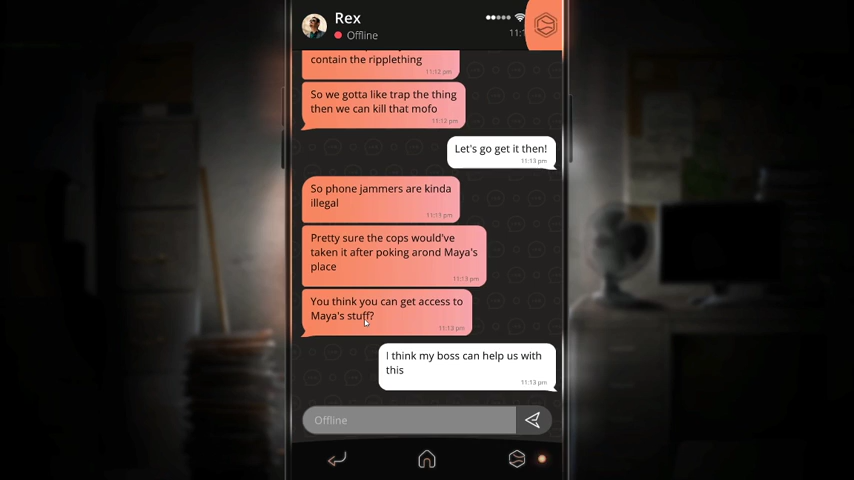 Rex
Offline
11:1
contain the ripplething
11:12 pm
So we gotta like trap the thing
then we can kill that mofo
11:12 pm
Let's go get it then!
11:13 pm
So phone jammers are kinda
illegal
11:13 pm
Pretty sure the cops would've
taken it after poking arond Maya's
place
11:13 pm
You think you can get access to
Maya's stuff?
11:13 pm
I think my boss can help us with
this
11:13 pm
Offline